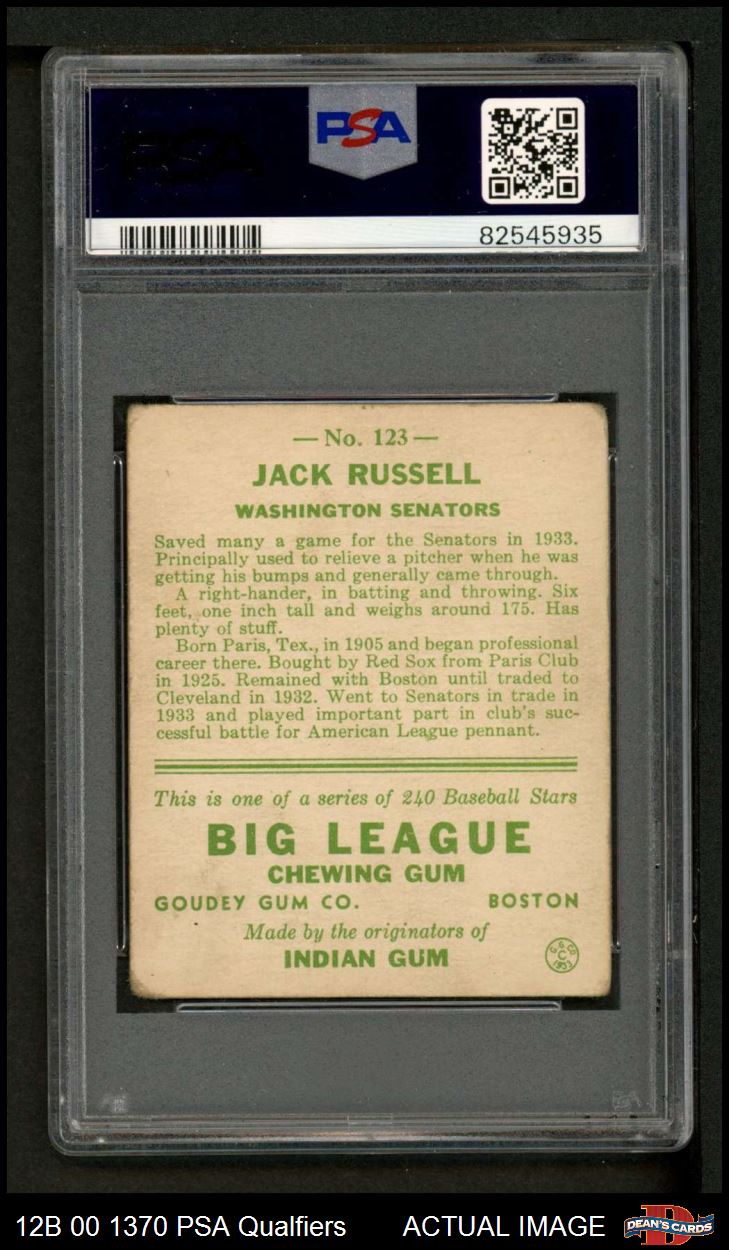 PSA
82545935
— No. 123 —
JACK RUSSELL
WASHINGTON SENATORS
Saved many a game for the Senators in 1933.
Principally used to relieve a pitcher when he was
getting his bumps and generally came through.
A right-hander, in batting and throwing. Six
feet, one inch tall and weighs around 175. Has
plenty of stuff.
Born Paris, Tex., in 1905 and began professional
career there. Bought by Red Sox from Paris Club
in 1925. Remained with Boston until traded to
Cleveland in 1932. Went to Senators in trade in
1933 and played important part in club's suc-
cessful battle for American League pennant.
This is one of a series of 240 Baseball Stars
BIG LEAGUE
CHEWING GUM
GOUDEY GUM CO. BOSTON
Made by the originators of
INDIAN GUM
G.G.CO.
C
1933
12B 00 1370 PSA Qualfiers ACTUAL IMAGE DEAN'S CARDS